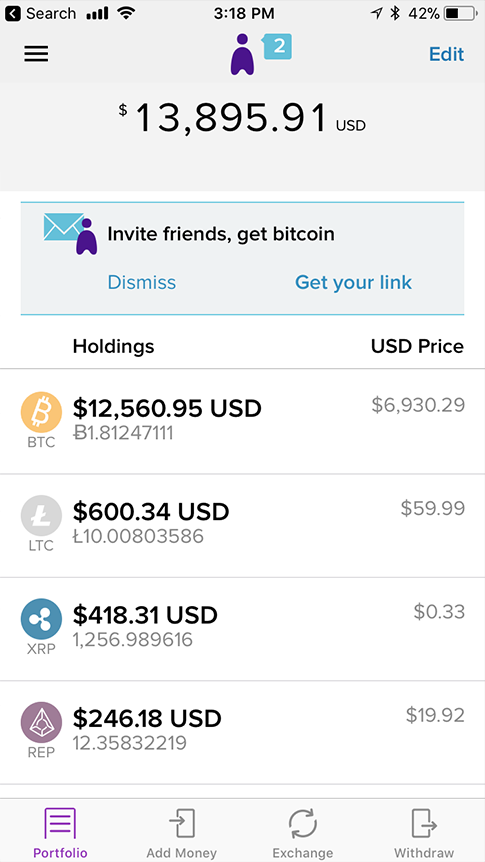 Search 3:18 PM 42%
2 Edit
$ 13,895.91 USD
Invite friends, get bitcoin
Dismiss Get your link
Holdings USD Price
$12,560.95 USD $6,930.29
Ƀ1.81247111
BTC
$600.34 USD $59.99
Ł10.00803586
LTC
$418.31 USD $0.33
1,256.989616
XRP
$246.18 USD $19.92
12.35832219
REP
Portfolio Add Money Exchange Withdraw